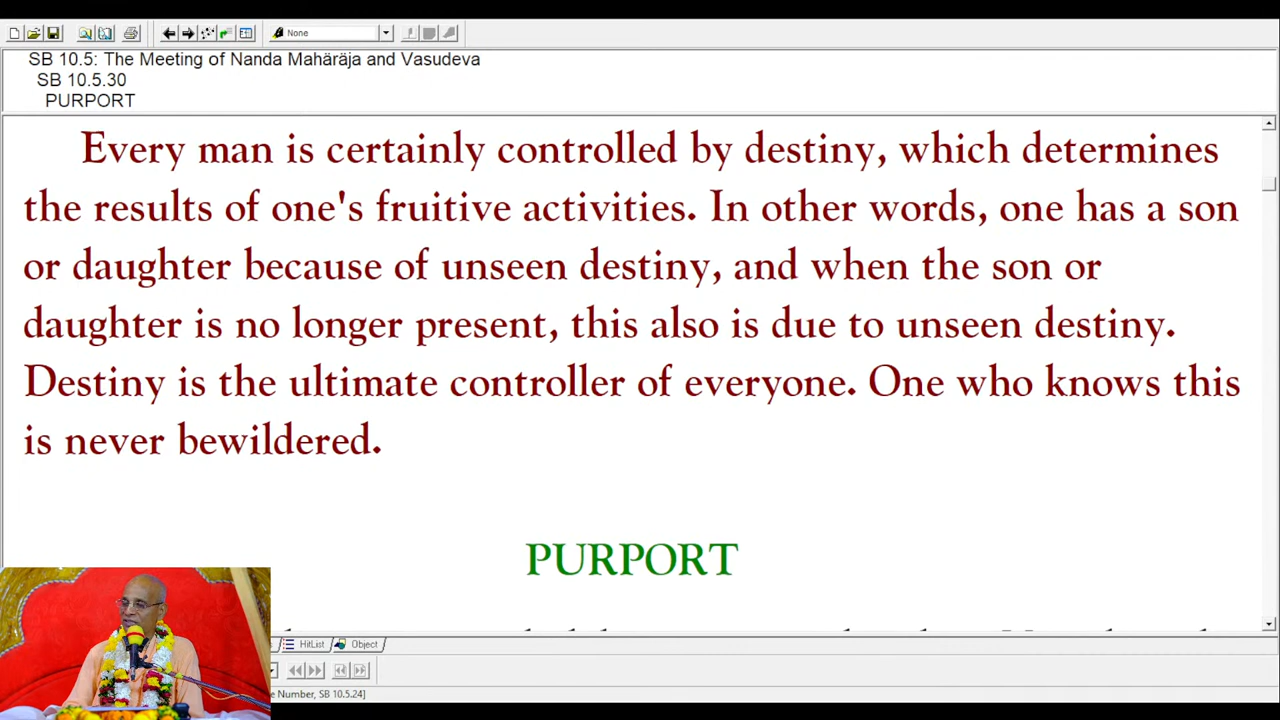 None
SB 10.5: The Meeting of Nanda Mahäräja and Vasudeva
SB 10.5.30
PURPORT
Every man is certainly controlled by destiny, which determines
the results of one's fruitive activities. In other words, one has a son
or daughter because of unseen destiny, and when the son or
daughter is no longer present, this also is due to unseen destiny.
Destiny is the ultimate controller of everyone. One who knows this
is never bewildered.
PURPORT
HitList Object
e Number, SB 10.5.24]